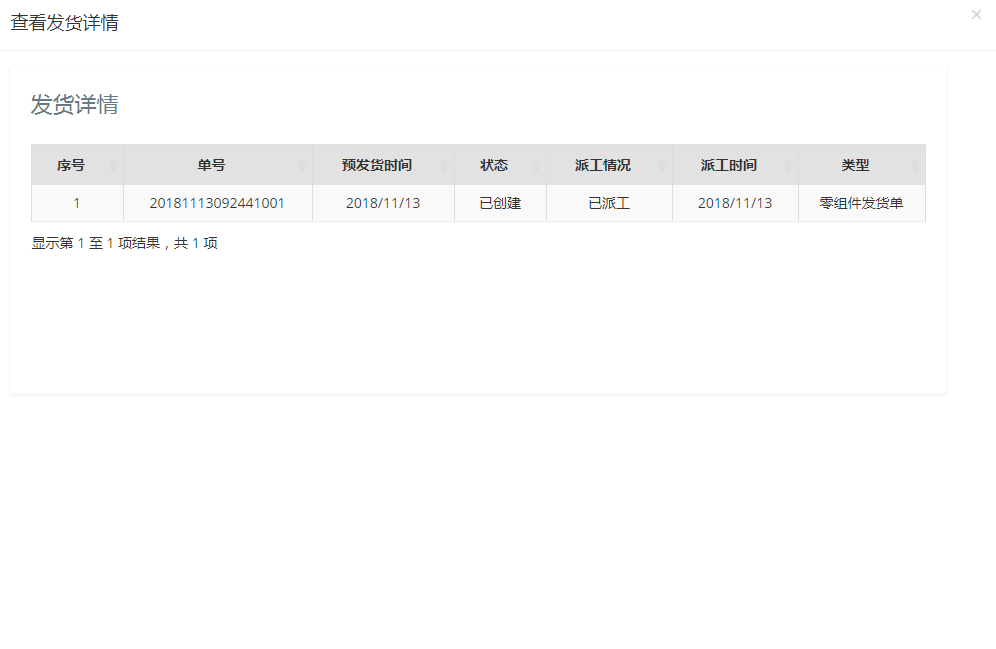 查看发货详情
×
发货详情
序号 单号 预发货时间 状态 派工情况 派工时间 类型
1 20181113092441001 2018/11/13 已创建 已派工 2018/11/13 零组件发货单
显示第 1 至 1 项结果，共 1 项